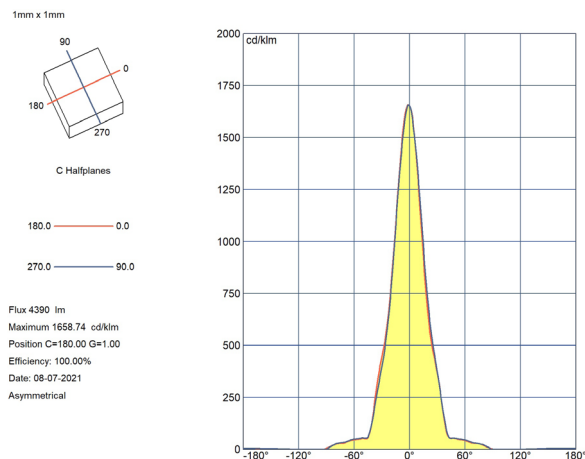 1mm x 1mm
90
0
180
270
C Halfplanes
180.0 0.0
270.0 90.0
Flux 4390 lm
Maximum 1658.74 cd/klm
Position C=180.00 G=1.00
Efficiency: 100.00%
Date: 08-07-2021
Asymmetrical
2000
cd/klm
1750
1500
1250
1000
750
500
250
0
-180° -120° -60° 0° 60° 120° 180°